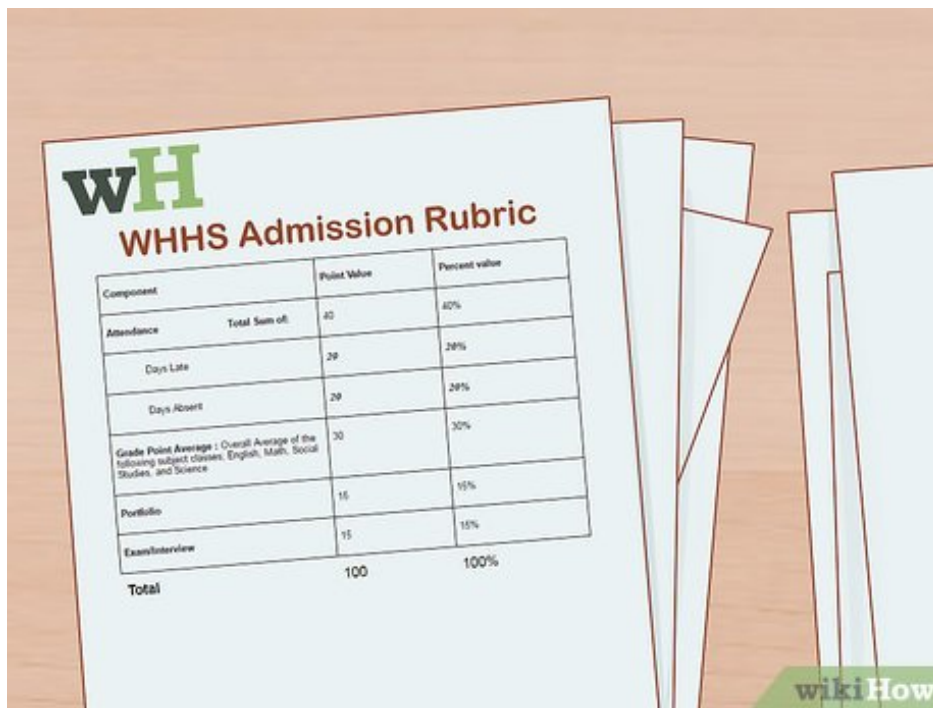 wH
WHHS Admission Rubric
Component Point Value Percent value
Attendance Total Sum of: 40 40%
Days Late 20 20%
Days Absent 20 20%
Grade Point Average : Overall Average of the
following subject classes, English, Math, Social
Studies, and Science
30 30%
Portfolio 15 15%
Exam/Interview 15 15%
Total 100 100%
wikiHow